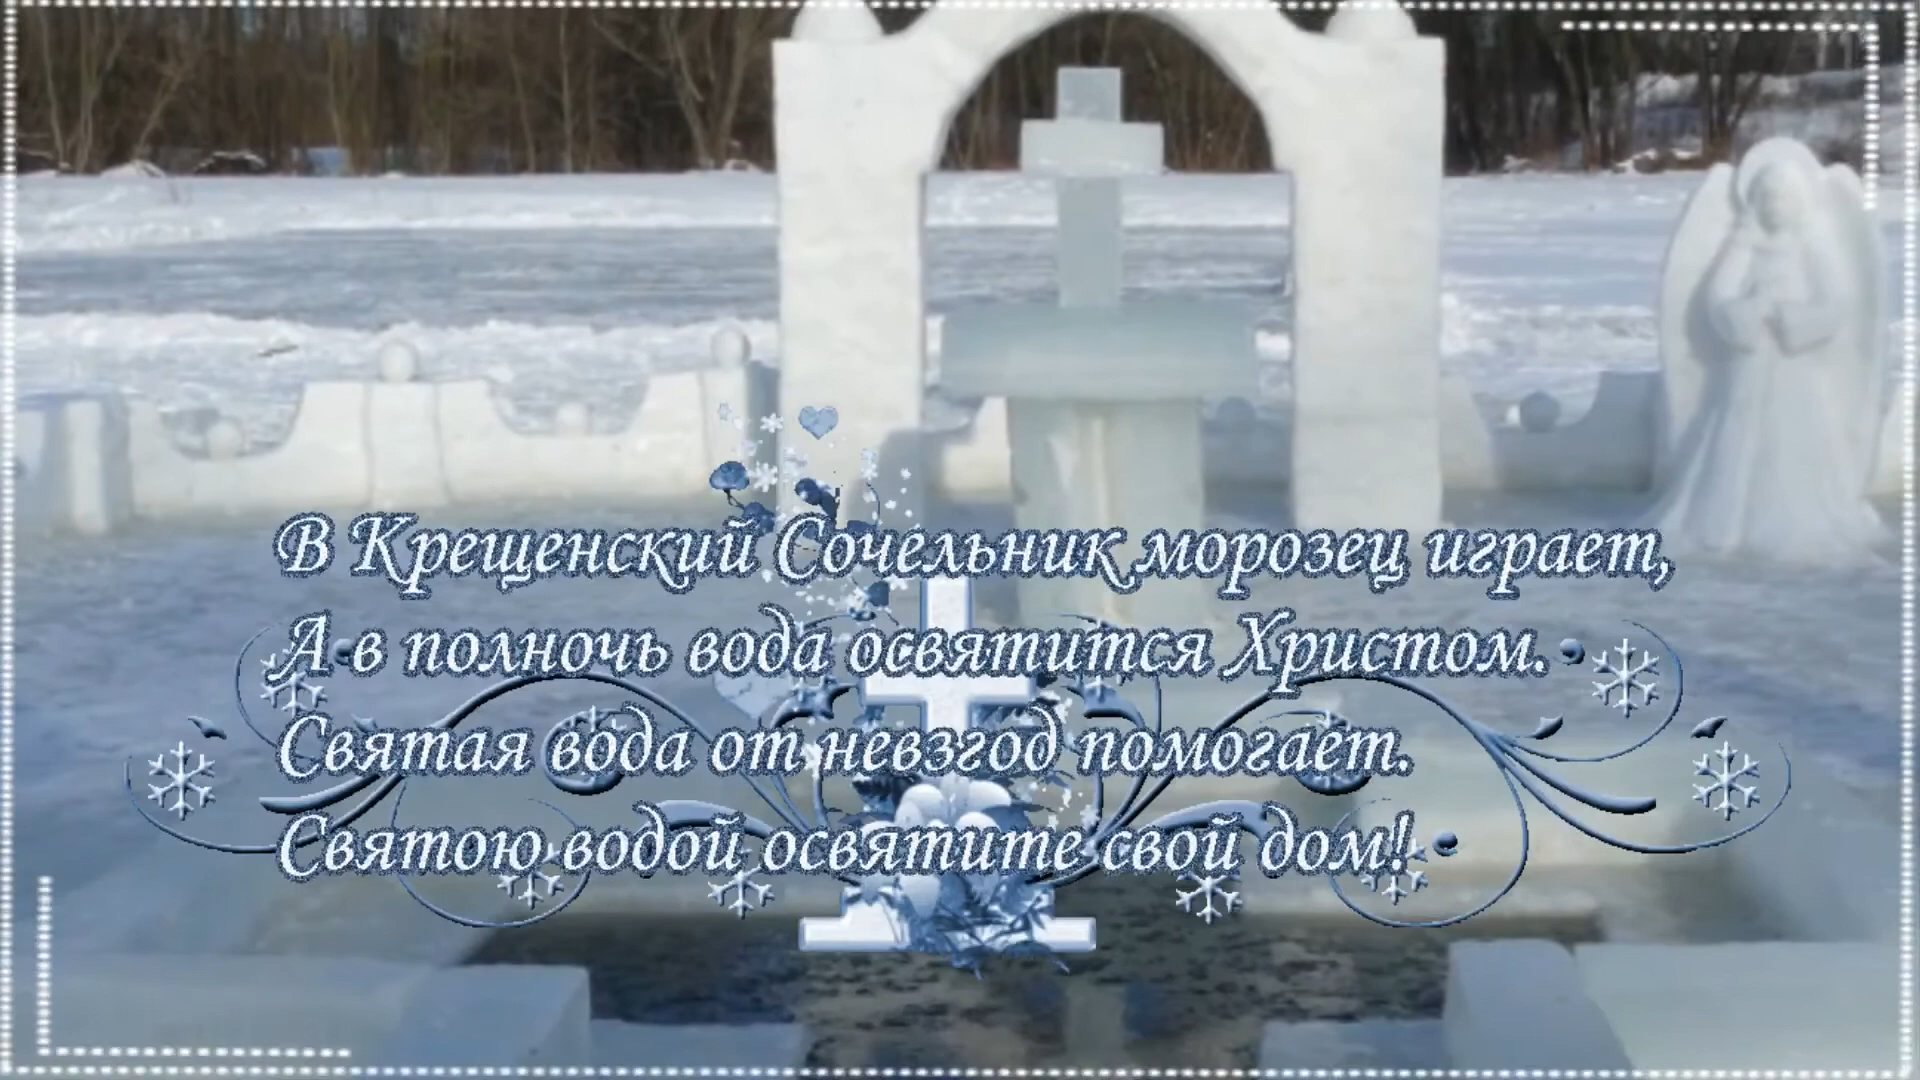 В Крещенский Сочельник морозец играет,
А в полночь вода освятится Христом.
Святая вода от невзгод помогает.
Святою водой освятите свой дом!